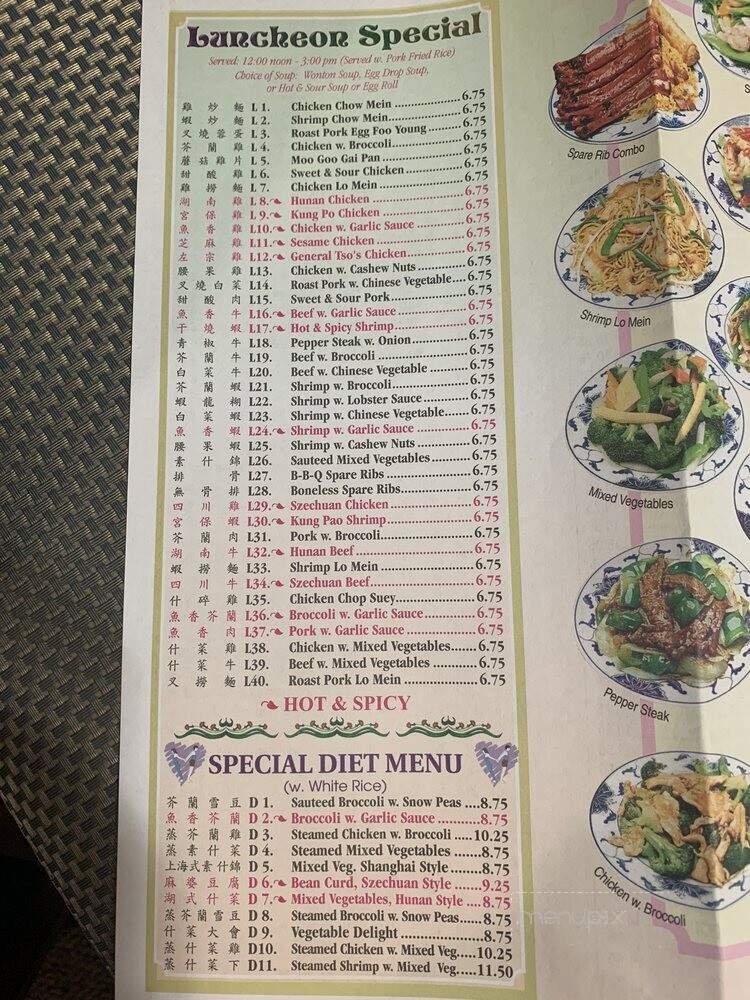 Luncheon Special
Served: 12:00 noon - 3:00 pm (Served w. Pork Fried Rice)
Choice of Soup: Wonton Soup, Egg Drop Soup,
or Hot & Sour Soup or Egg Roll
雞炒麵 L 1. Chicken Chow Mein 6.75
蝦炒麵 L 2. Shrimp Chow Mein 6.75
叉燒蓉蛋 L 3. Roast Pork Egg Foo Young 6.75
芥蘭雞 L 4. Chicken w. Broccoli 6.75
蘑菇雞片 L 5. Moo Goo Gai Pan 6.75
甜酸雞 L 6. Sweet & Sour Chicken 6.75
雞撈麵 L 7. Chicken Lo Mein 6.75
湖南雞 L 8. Hunan Chicken 6.75
宮保雞 L 9. Kung Po Chicken 6.75
魚香雞 L10. Chicken w. Garlic Sauce 6.75
芝麻雞 L11. Sesame Chicken 6.75
左宗雞 L12. General Tso's Chicken 6.75
腰果雞 L13. Chicken w. Cashew Nuts 6.75
叉燒白菜 L14. Roast Pork w. Chinese Vegetable 6.75
甜酸肉 L15. Sweet & Sour Pork 6.75
魚香牛 L16. Beef w. Garlic Sauce 6.75
干燒蝦 L17. Hot & Spicy Shrimp 6.75
青椒牛 L18. Pepper Steak w. Onion 6.75
芥蘭牛 L19. Beef w. Broccoli 6.75
白菜牛 L20. Beef w. Chinese Vegetable 6.75
芥蘭蝦 L21. Shrimp w. Broccoli 6.75
蝦龍糊 L22. Shrimp w. Lobster Sauce 6.75
白菜蝦 L23. Shrimp w. Chinese Vegetable 6.75
魚香蝦 L24. Shrimp w. Garlic Sauce 6.75
腰果蝦 L25. Shrimp w. Cashew Nuts 6.75
素什錦 L26. Sauteed Mixed Vegetables 6.75
排骨 L27. B-B-Q Spare Ribs 6.75
無骨排 L28. Boneless Spare Ribs 6.75
四川雞 L29. Szechuan Chicken 6.75
宮保蝦 L30. Kung Pao Shrimp 6.75
芥蘭肉 L31. Pork w. Broccoli 6.75
湖南牛 L32. Hunan Beef 6.75
蝦撈麵 L33. Shrimp Lo Mein 6.75
四川牛 L34. Szechuan Beef 6.75
什碎雞 L35. Chicken Chop Suey 6.75
魚香芥蘭 L36. Broccoli w. Garlic Sauce 6.75
魚香肉 L37. Pork w. Garlic Sauce 6.75
什菜雞 L38. Chicken w. Mixed Vegetables 6.75
什菜牛 L39. Beef w. Mixed Vegetables 6.75
叉撈麵 L40. Roast Pork Lo Mein 6.75
HOT & SPICY
SPECIAL DIET MENU
(w. White Rice)
芥蘭雪豆 D 1. Sauteed Broccoli w. Snow Peas 8.75
魚香芥蘭 D 2. Broccoli w. Garlic Sauce 8.75
蒸芥蘭雞 D 3. Steamed Chicken w. Broccoli 10.25
蒸素什菜 D 4. Steamed Mixed Vegetables 8.75
上海式素什錦 D 5. Mixed Veg. Shanghai Style 8.75
麻婆豆腐 D 6. Bean Curd, Szechuan Style 9.25
湖式什菜 D 7. Mixed Vegetables, Hunan Style 8.75
蒸芥蘭雪豆 D 8. Steamed Broccoli w. Snow Peas 8.75
什菜大會 D 9. Vegetable Delight 8.75
蒸什菜雞 D10. Steamed Chicken w. Mixed Veg. 10.25
蒸什菜下 D11. Steamed Shrimp w. Mixed Veg. 11.50
Spare Rib Combo
Shrimp Lo Mein
Mixed Vegetables
Pepper Steak
Chicken w. Broccoli
menupix